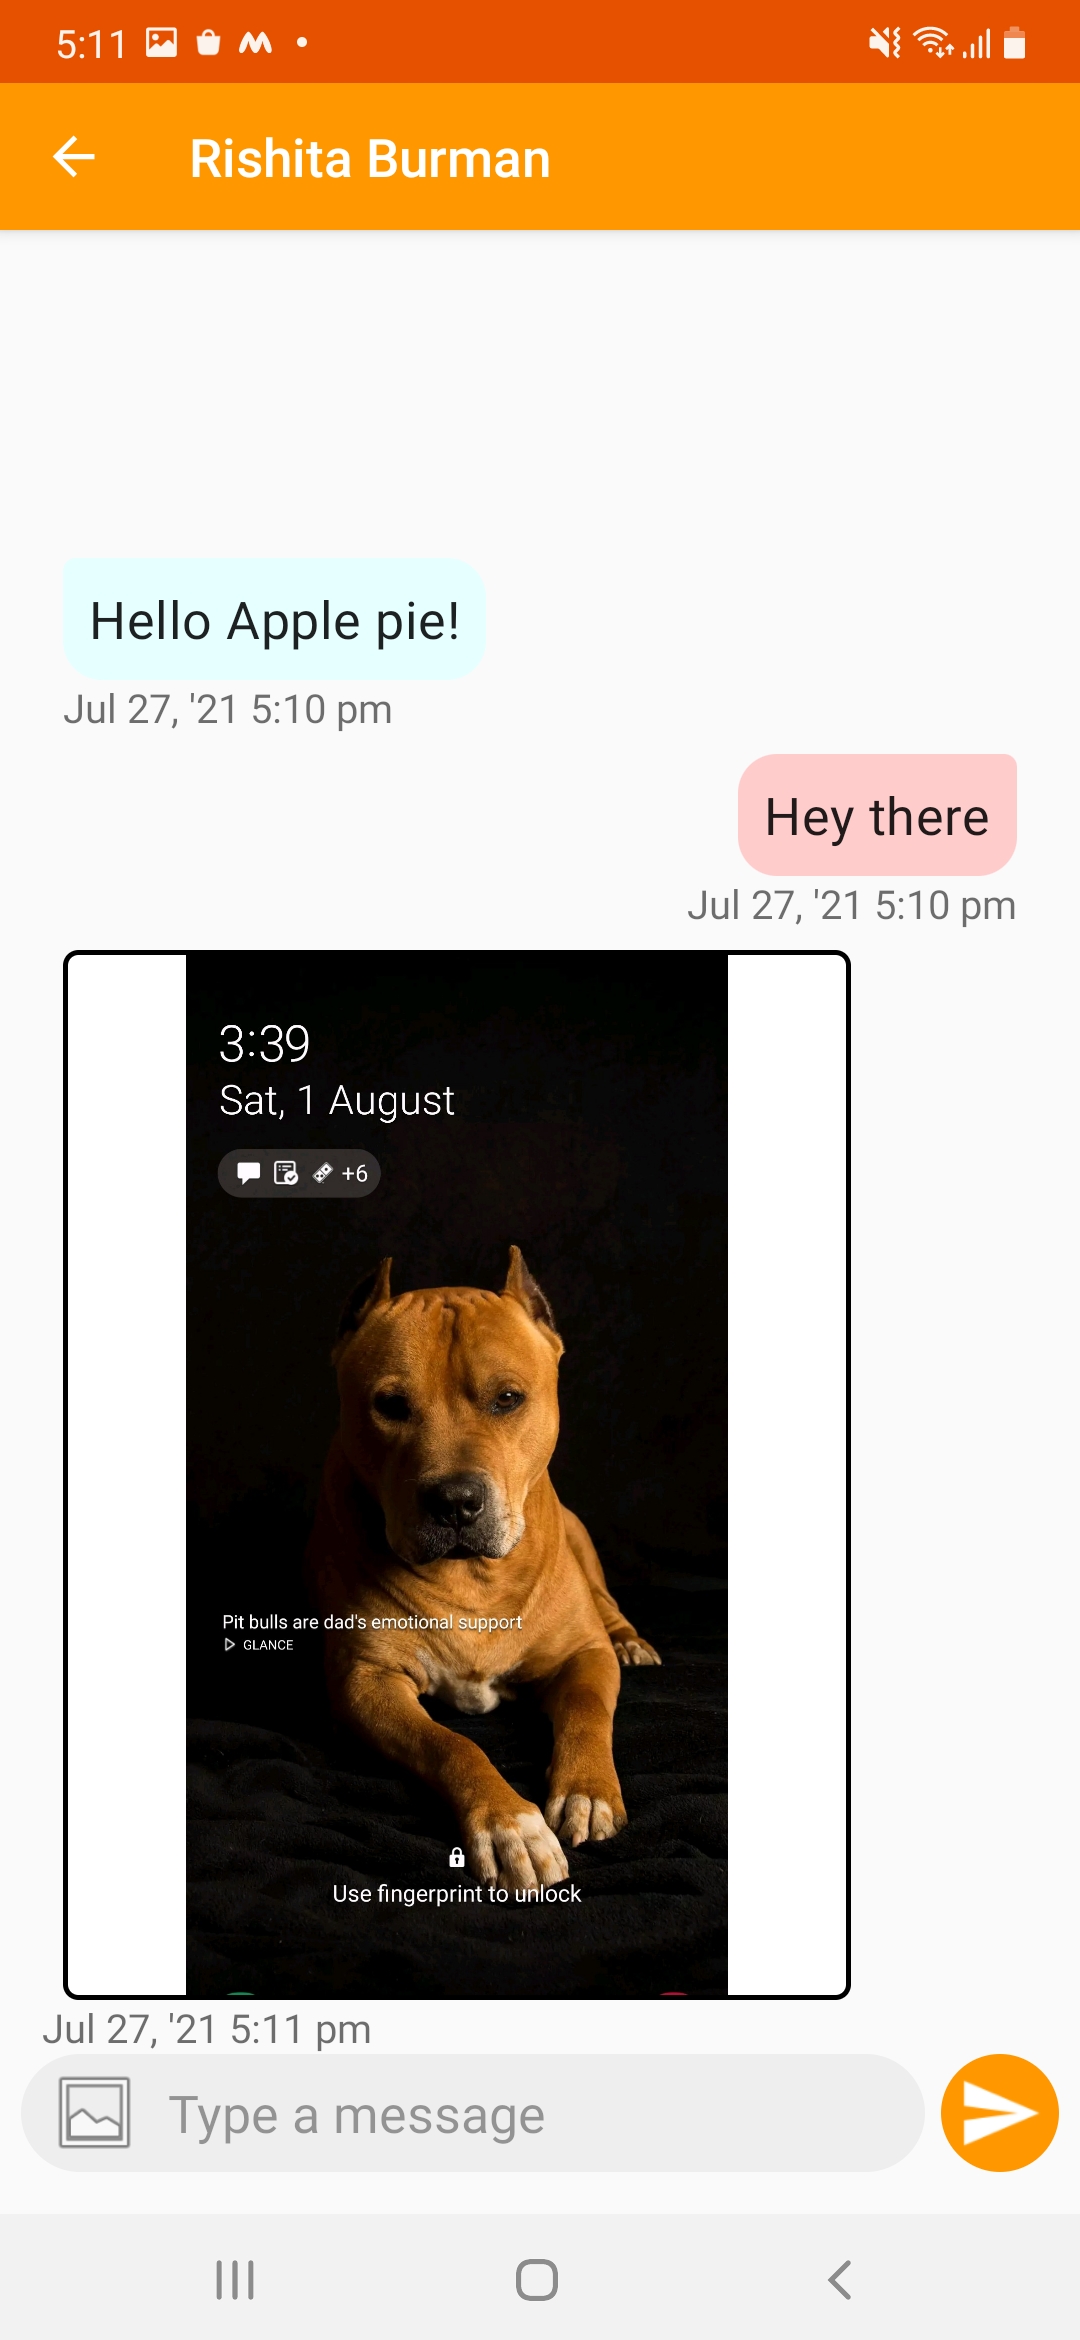 5:11
Rishita Burman
Hello Apple pie!
Jul 27, '21 5:10 pm
Hey there
Jul 27, '21 5:10 pm
3:39
Sat, 1 August
+6
Pit bulls are dad's emotional support
GLANCE
Use fingerprint to unlock
Jul 27, '21 5:11 pm
Type a message